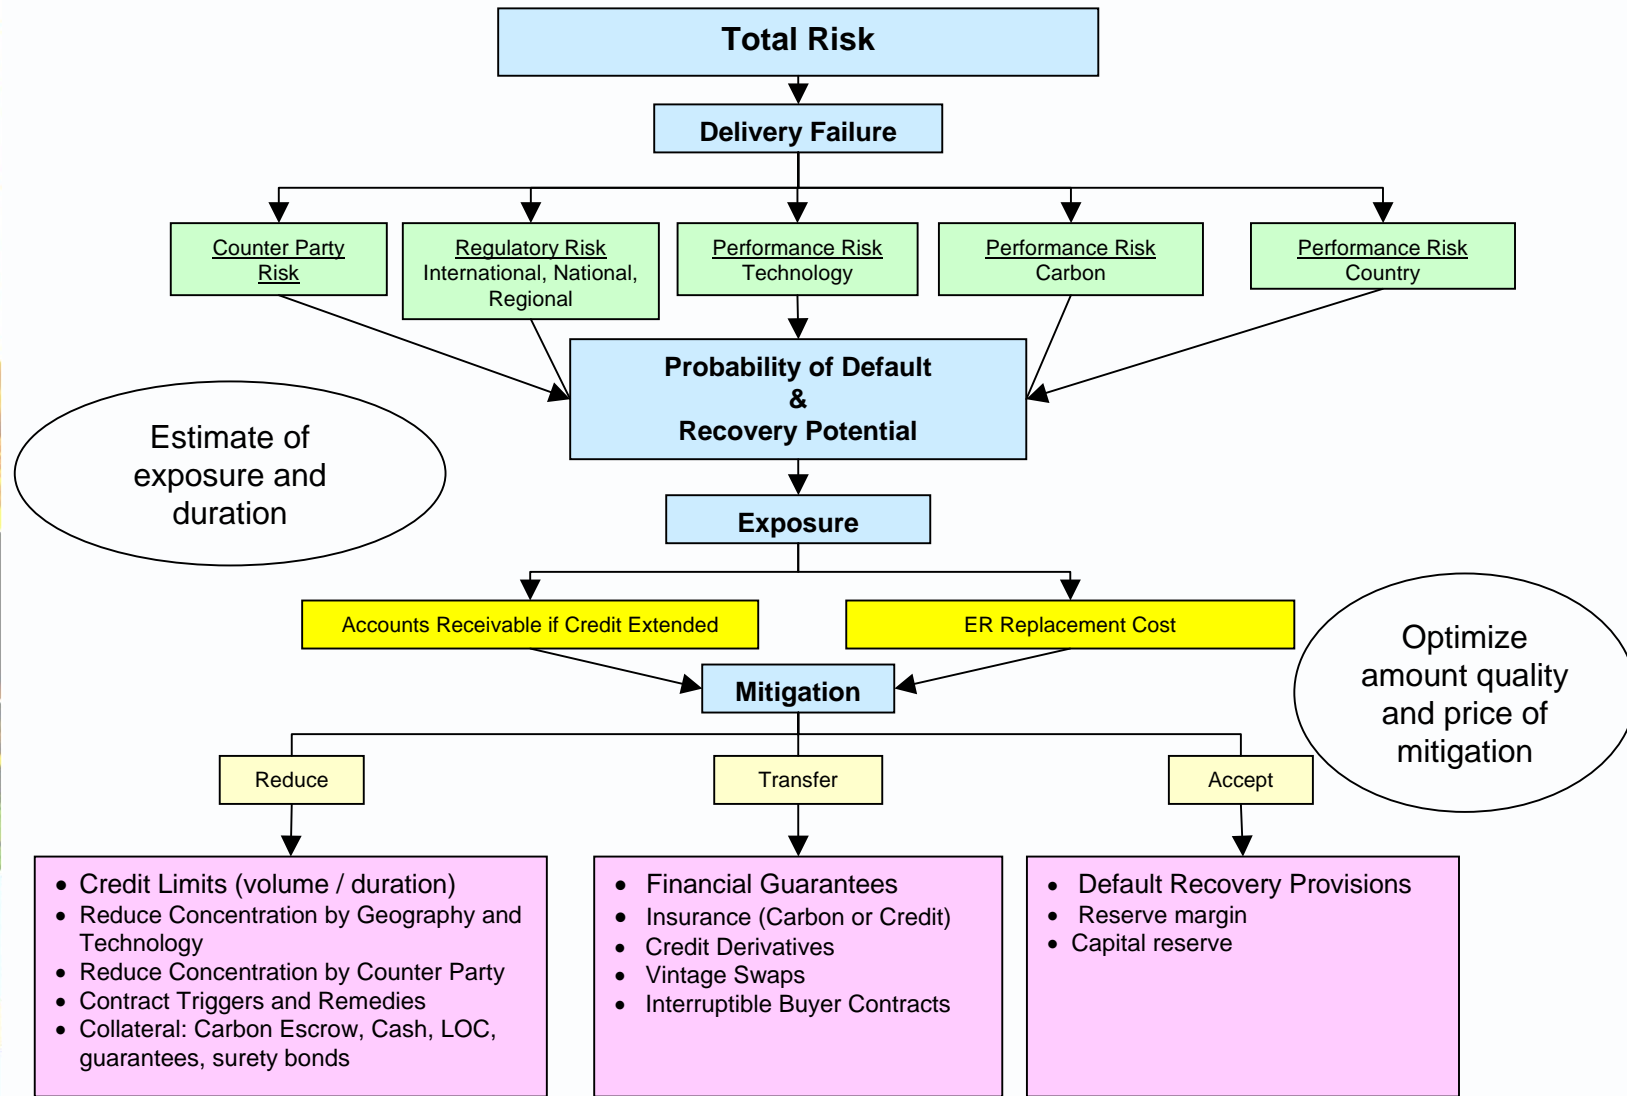 Total Risk
Delivery Failure
Counter Party
Risk
Regulatory Risk
International, National,
Regional
Performance Risk
Technology
Performance Risk
Carbon
Performance Risk
Country
Probability of Default
&
Recovery Potential
Estimate of
exposure and
duration
Exposure
Accounts Receivable if Credit Extended
ER Replacement Cost
Optimize
amount quality
and price of
mitigation
Mitigation
Reduce
Transfer
Accept
• Credit Limits (volume / duration)
• Reduce Concentration by Geography and
Technology
• Reduce Concentration by Counter Party
• Contract Triggers and Remedies
• Collateral: Carbon Escrow, Cash, LOC,
guarantees, surety bonds
• Financial Guarantees
• Insurance (Carbon or Credit)
• Credit Derivatives
• Vintage Swaps
• Interruptible Buyer Contracts
• Default Recovery Provisions
• Reserve margin
• Capital reserve